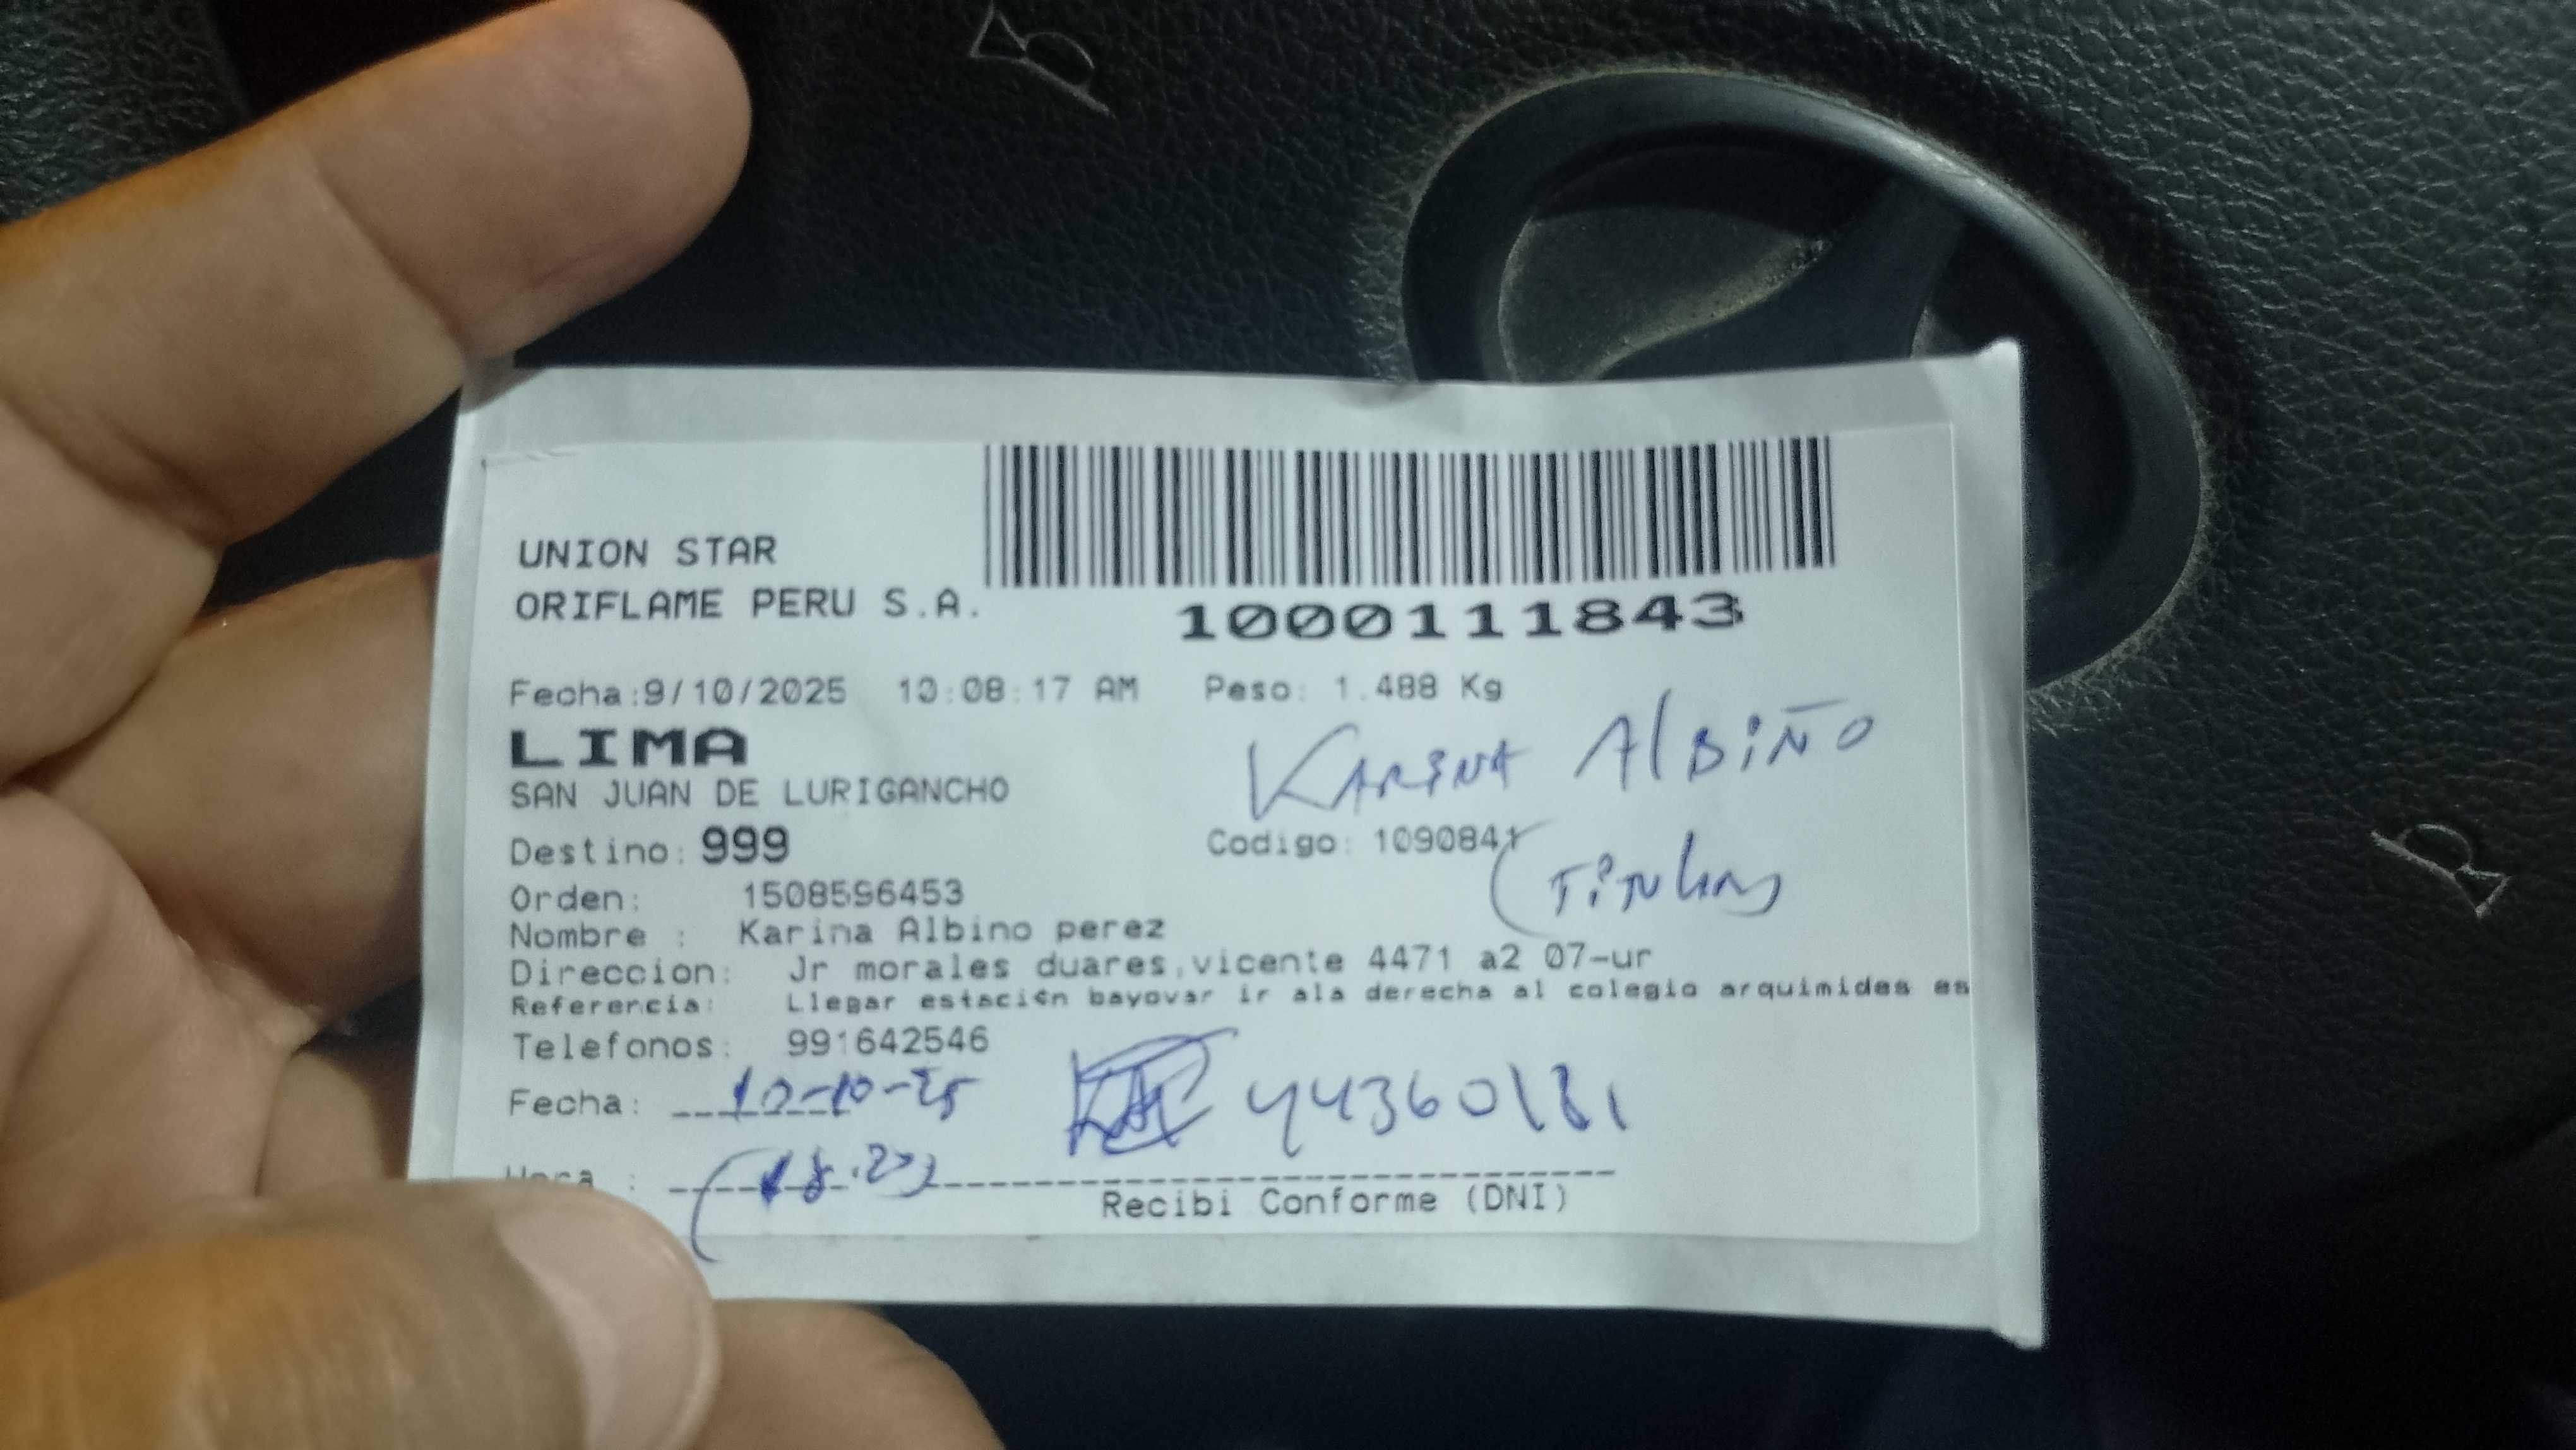 UNION STAR
ORIFLAME PERU S.A.
1000111843
Fecha:9/10/2025 10:08:17 AM Peso: 1.488 Kg
LIMA
KARINA AlBiÑO
SAN JUAN DE LURIGANCHO
Destino: 999 Codigo: 1090841
(Titular)
Orden: 1508596453
Nombre : Karina Albino perez
Direccion: Jr morales duares,vicente 4471 a2 07-ur
Referencia: Llegar estación bayovar ir ala derecha al colegio arquimides es
Telefonos: 991642546
Fecha: 10-10-25 44360181
Hora :
Recibi Conforme (DNI)